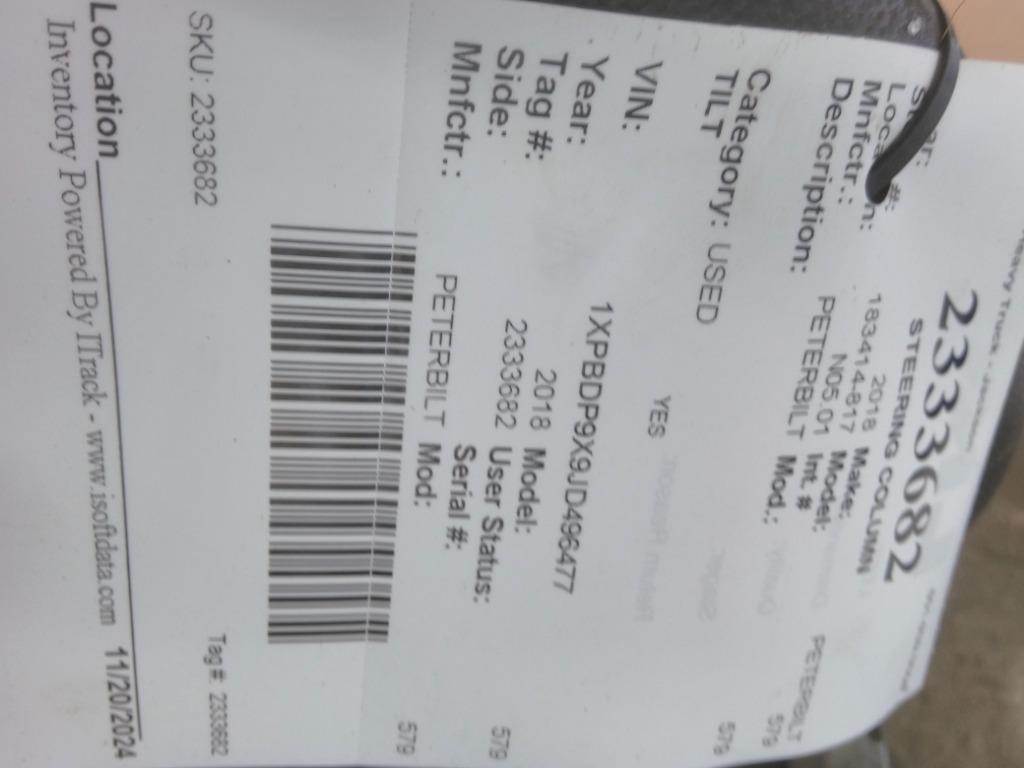 2333682
STEERING COLUMN
2018 Make: PETERBILT
Loca #: 183414-817 Model: 579
Mnfctr.: N05.01 Int. #
Description: PETERBILT Mod.: 579
Category: USED
TILT
YES
VIN: 1XPBDP9X9JD496477
Year: 2018 Model: 579
Tag #: 2333682 User Status:
Side: Serial #:
Mnfctr.: PETERBILT Mod: 579
SKU: 2333682 Tag#: 2333682
Location
Inventory Powered By ITrack - www.isoftdata.com 11/20/2024